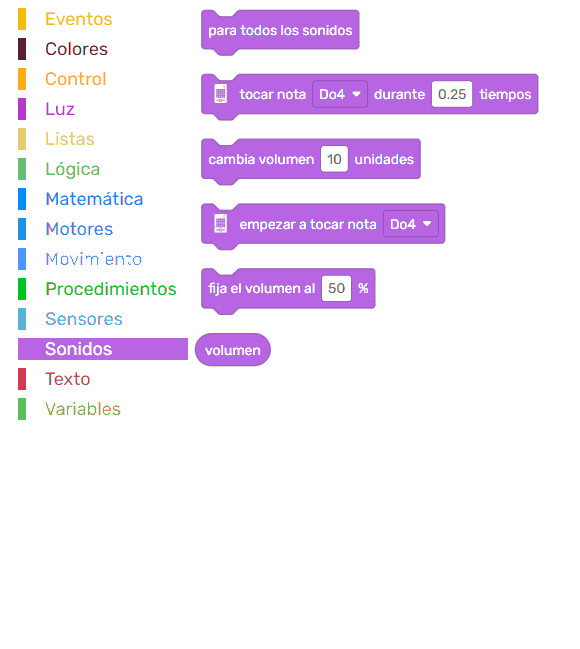 Eventos
Colores
Control
Luz
Listas
Lógica
Matemática
Motores
Movimiento
Procedimientos
Sensores
Sonidos
Texto
Variables
para todos los sonidos
tocar nota Do4 durante 0.25 tiempos
cambia volumen 10 unidades
empezar a tocar nota Do4
fija el volumen al 50 %
volumen